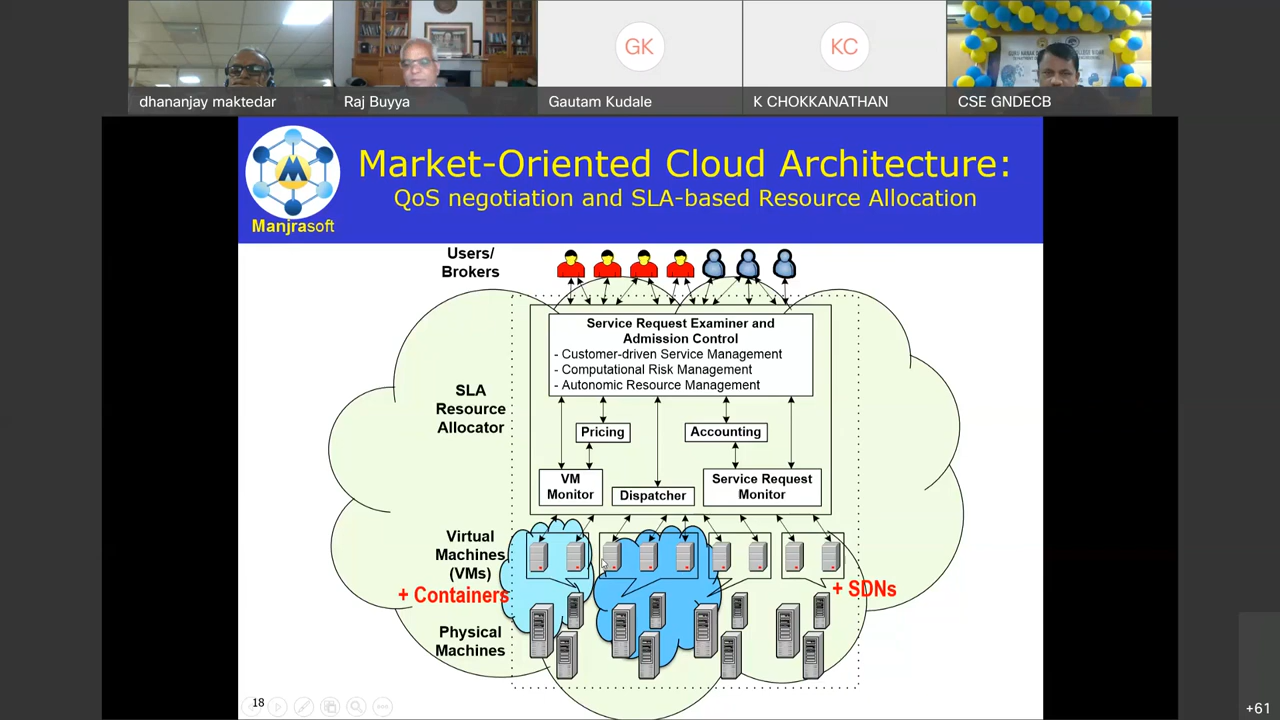 GK
KC
dhananjay maktedar
Raj Buyya
Gautam Kudale
K CHOKKANATHAN
CSE GNDECB
Market-Oriented Cloud Architecture:
QoS negotiation and SLA-based Resource Allocation
Manjrasoft
Users/
Brokers
Service Request Examiner and
Admission Control
- Customer-driven Service Management
- Computational Risk Management
- Autonomic Resource Management
SLA
Resource
Allocator
Pricing
Accounting
VM
Monitor
Dispatcher
Service Request
Monitor
Virtual
Machines
(VMs)
+ Containers
+ SDNs
Physical
Machines
18
+61